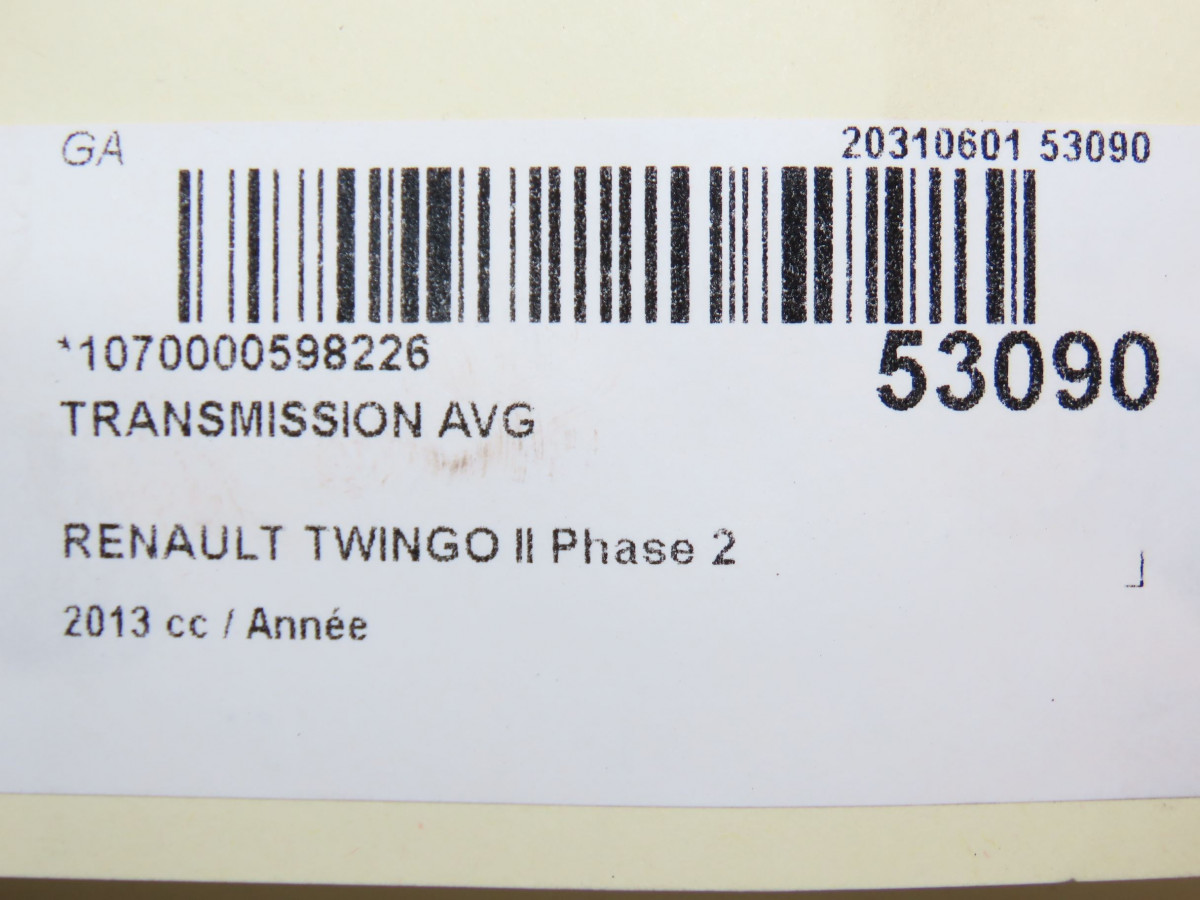 GA
20310601 53090
*1070000598226
53090
TRANSMISSION AVG
RENAULT TWINGO II Phase 2
2013 cc / Année